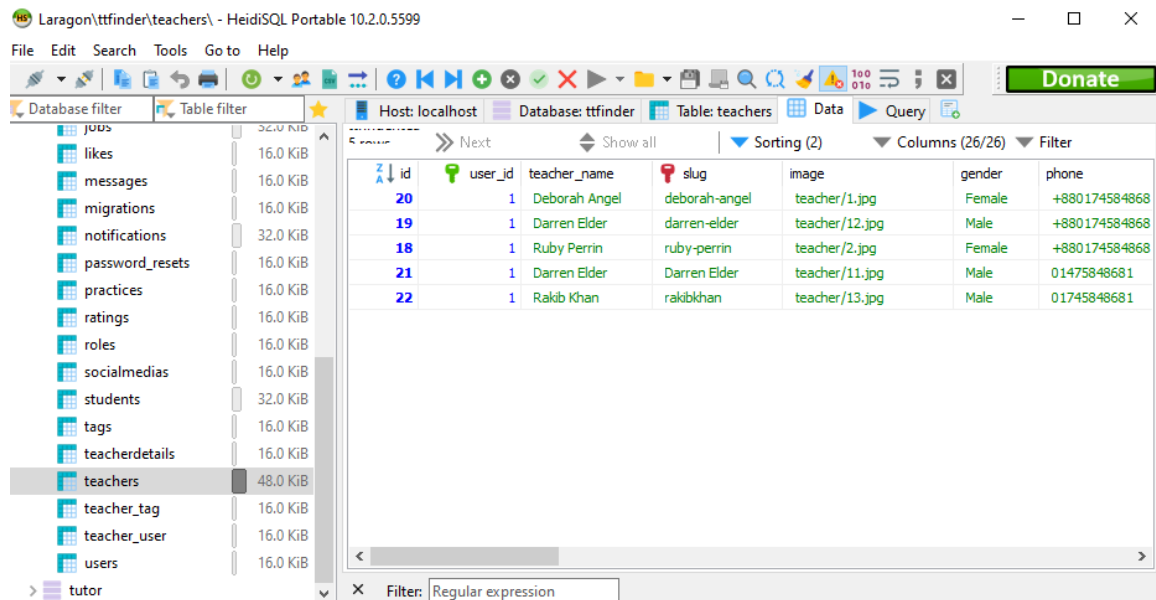 Laragon\ttfinder\teachers\ - HeidiSQL Portable 10.2.0.5599
File Edit Search Tools Go to Help
Donate
Database filter Table filter
Host: localhost Database: ttfinder Table: teachers Data Query
Next Show all Sorting (2) Columns (26/26) Filter
jobs 32.0 KiB
likes 16.0 KiB
messages 16.0 KiB
migrations 16.0 KiB
notifications 32.0 KiB
password_resets 16.0 KiB
practices 16.0 KiB
ratings 16.0 KiB
roles 16.0 KiB
socialmedias 16.0 KiB
students 32.0 KiB
tags 16.0 KiB
teacherdetails 16.0 KiB
teachers 48.0 KiB
teacher_tag 16.0 KiB
teacher_user 16.0 KiB
users 16.0 KiB
tutor
id user_id teacher_name slug image gender phone
20 1 Deborah Angel deborah-angel teacher/1.jpg Female +880174584868
19 1 Darren Elder darren-elder teacher/12.jpg Male +880174584868
18 1 Ruby Perrin ruby-perrin teacher/2.jpg Female +880174584868
21 1 Darren Elder Darren Elder teacher/11.jpg Male 01475848681
22 1 Rakib Khan rakibkhan teacher/13.jpg Male 01745848681
Filter: Regular expression